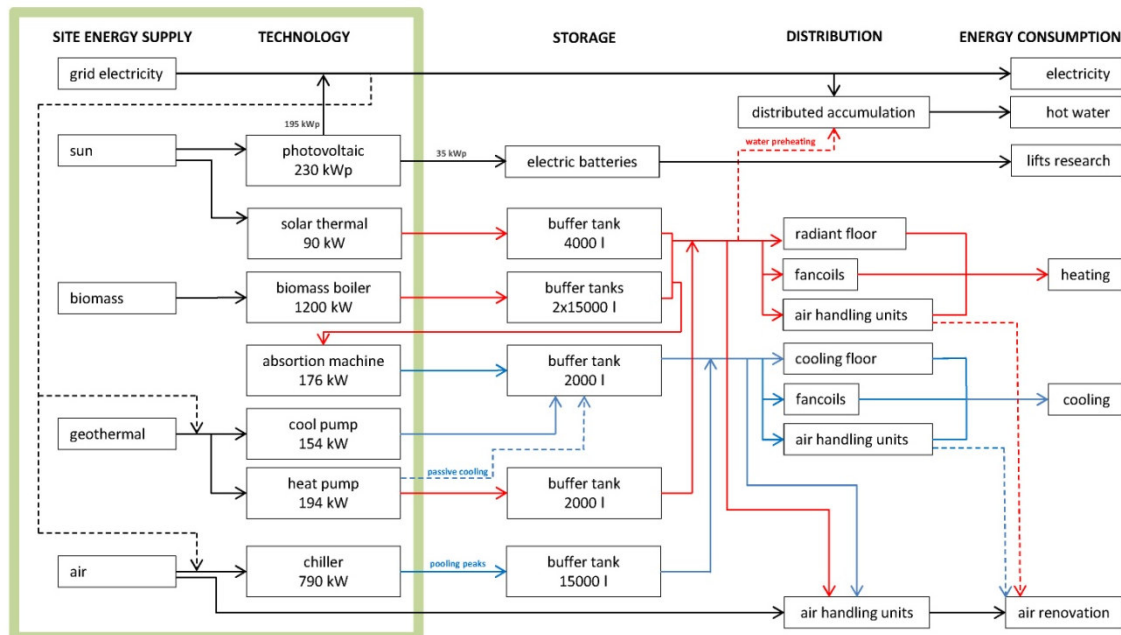 SITE ENERGY SUPPLY TECHNOLOGY STORAGE DISTRIBUTION ENERGY CONSUMPTION
grid electricity
electricity
195 kWp
distributed accumulation
hot water
sun
photovoltaic
230 kWp
35 kWp
electric batteries
water preheating
lifts research
solar thermal
90 kW
buffer tank
4000 l
radiant floor
biomass
biomass boiler
1200 kW
buffer tanks
2x15000 l
fancoils
heating
air handling units
absortion machine
176 kW
buffer tank
2000 l
cooling floor
fancoils
cooling
geothermal
cool pump
154 kW
air handling units
passive cooling
heat pump
194 kW
buffer tank
2000 l
air
chiller
790 kW
pooling peaks
buffer tank
15000 l
air handling units
air renovation